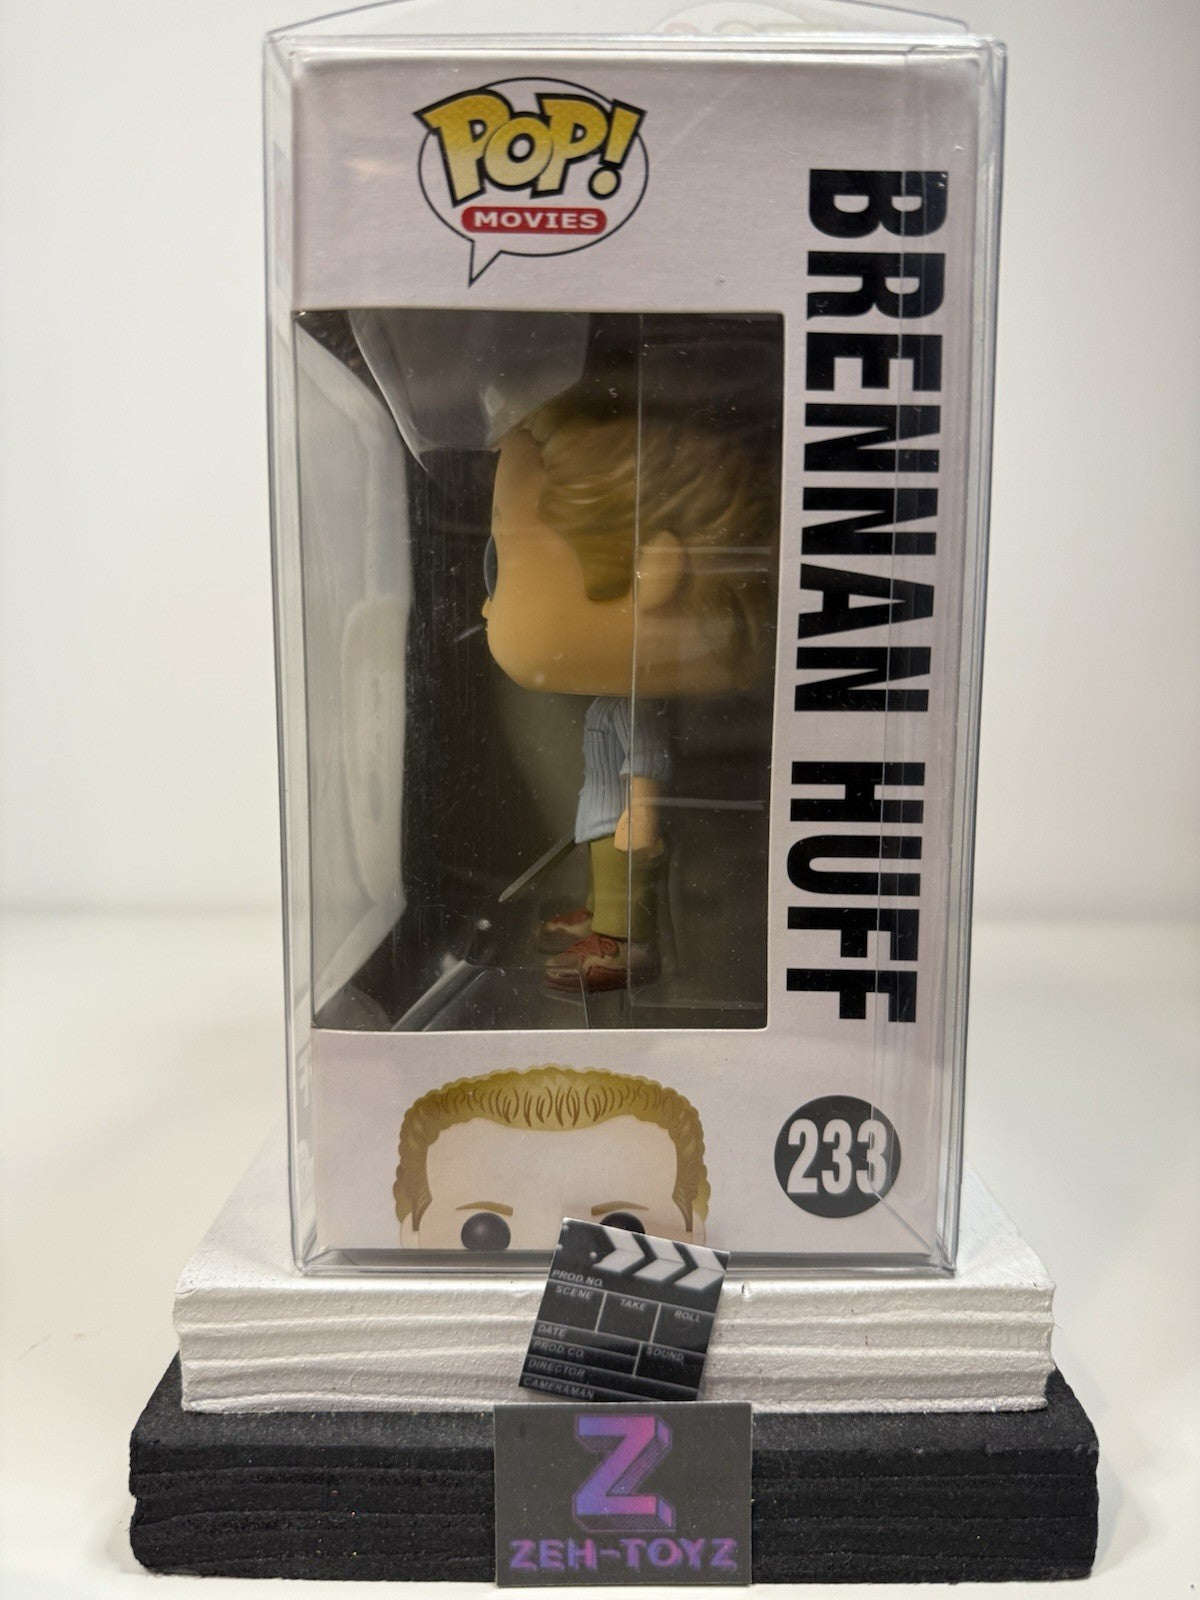 POP!
MOVIES
BRENNAN HUFF
233
PROD.NO.
SCENE TAKE ROLL
DATE SOUND
PROD.CO.
DIRECTOR
CAMERAMAN
Z
ZEH-TOYZ